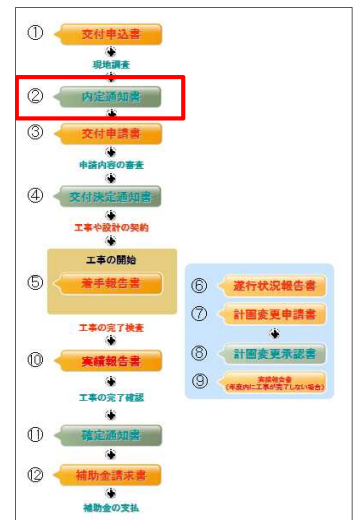 ① 交付申込書
現地調査
② 内定通知書
③ 交付申請書
申請内容の審査
④ 交付決定通知書
工事や設計の契約
工事の開始
⑤ 着手報告書
⑥ 遂行状況報告書
⑦ 計画変更申請書
⑧ 計画変更承認書
⑨ 実績報告書
(年度内に工事が完了しない場合)
工事の完了検査
⑩ 実績報告書
工事の完了確認
⑪ 確定通知書
⑫ 補助金請求書
補助金の支払